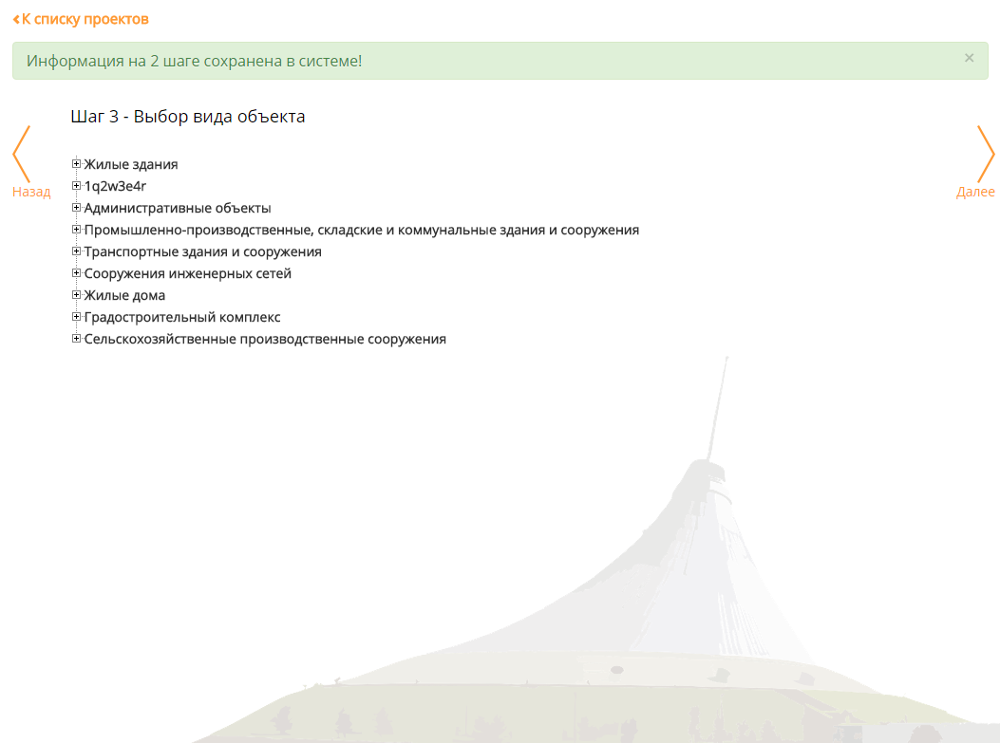 К списку проектов
Информация на 2 шаге сохранена в системе!
×
Шаг 3 - Выбор вида объекта
Назад
Далее
Жилые здания
1q2w3e4r
Административные объекты
Промышленно-производственные, складские и коммунальные здания и сооружения
Транспортные здания и сооружения
Сооружения инженерных сетей
Жилые дома
Градостроительный комплекс
Сельскохозяйственные производственные сооружения